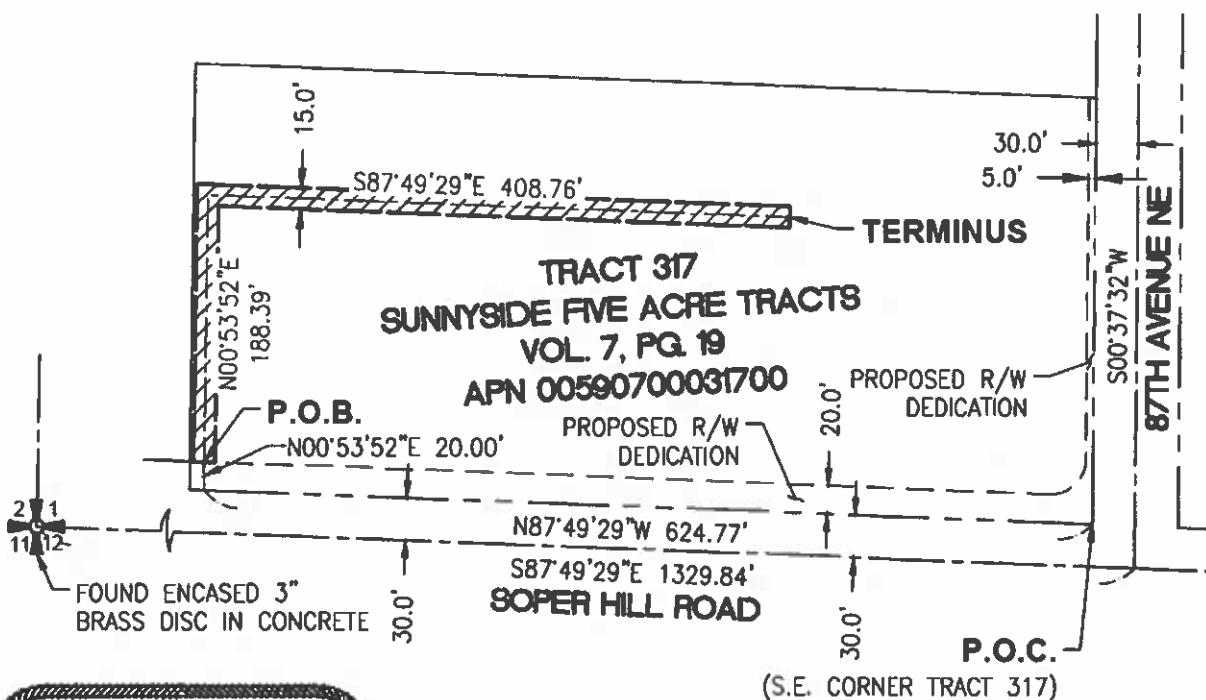 15.0'
S87°49'29"E 408.76'
30.0'
5.0'
TERMINUS
87TH AVENUE NE
S00°37'32"W
N00°53'52"E
188.39'
TRACT 317
SUNNYSIDE FIVE ACRE TRACTS
VOL. 7, PG. 19
APN 00590700031700
PROPOSED R/W
DEDICATION
P.O.B.
N00°53'52"E 20.00'
PROPOSED R/W
DEDICATION
20.0'
2 1
11 12
N87°49'29"W 624.77'
S87°49'29"E 1329.84'
SOPER HILL ROAD
FOUND ENCASED 3"
BRASS DISC IN CONCRETE
30.0'
30.0'
P.O.C.
(S.E. CORNER TRACT 317)